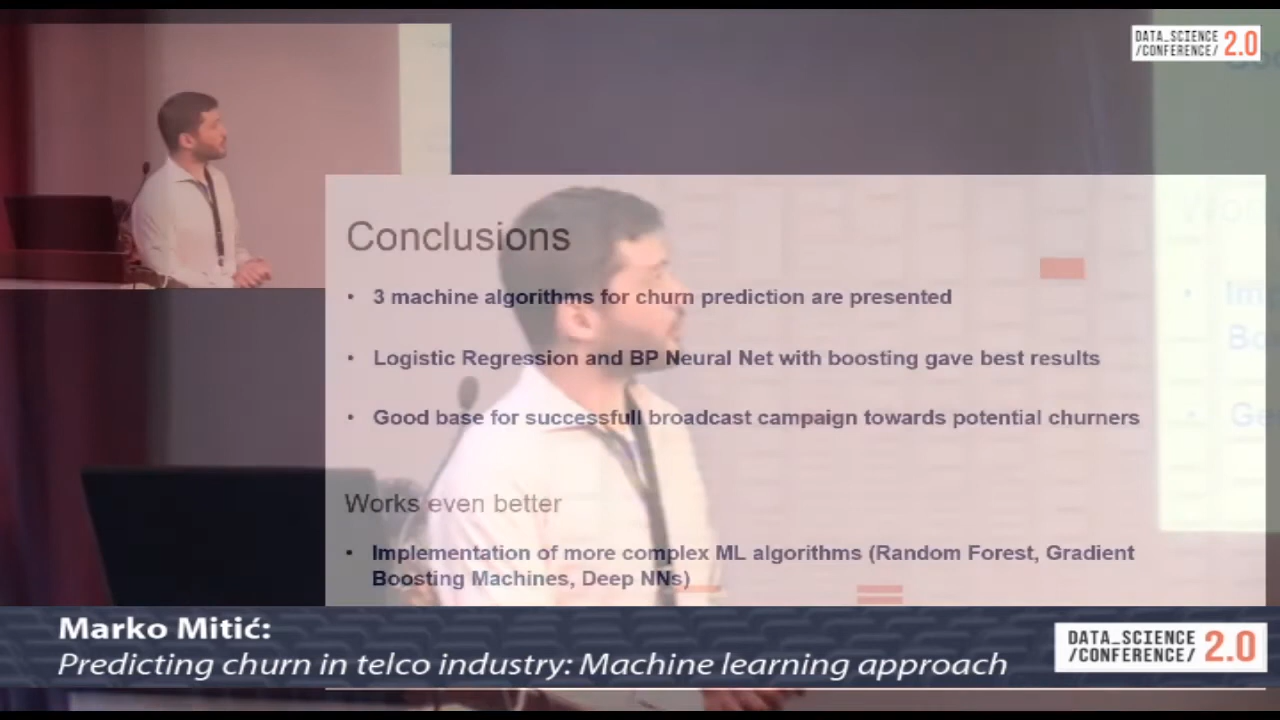 DATA_SCIENCE
/CONFERENCE/ 2.0
Conclusions
• 3 machine algorithms for churn prediction are presented
• Logistic Regression and BP Neural Net with boosting gave best results
• Good base for successfull broadcast campaign towards potential churners
Works even better
• Implementation of more complex ML algorithms (Random Forest, Gradient
Boosting Machines, Deep NNs)
Marko Mitić:
Predicting churn in telco industry: Machine learning approach
DATA_SCIENCE
/CONFERENCE/ 2.0